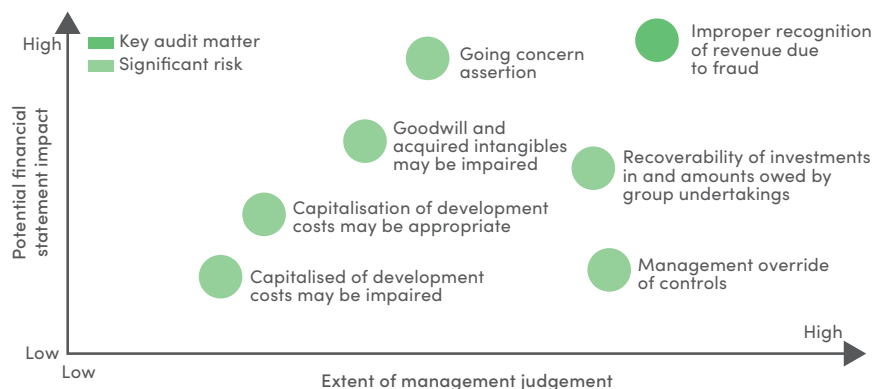 High
Key audit matter
Significant risk
Potential financial
statement impact
Going concern
assertion
Improper recognition
of revenue due
to fraud
Goodwill and
acquired intangibles
may be impaired
Recoverability of investments
in and amounts owed by
group undertakings
Capitalisation of development
costs may be appropriate
Capitalised of development
costs may be impaired
Management override
of controls
High
Low
Low
Extent of management judgement